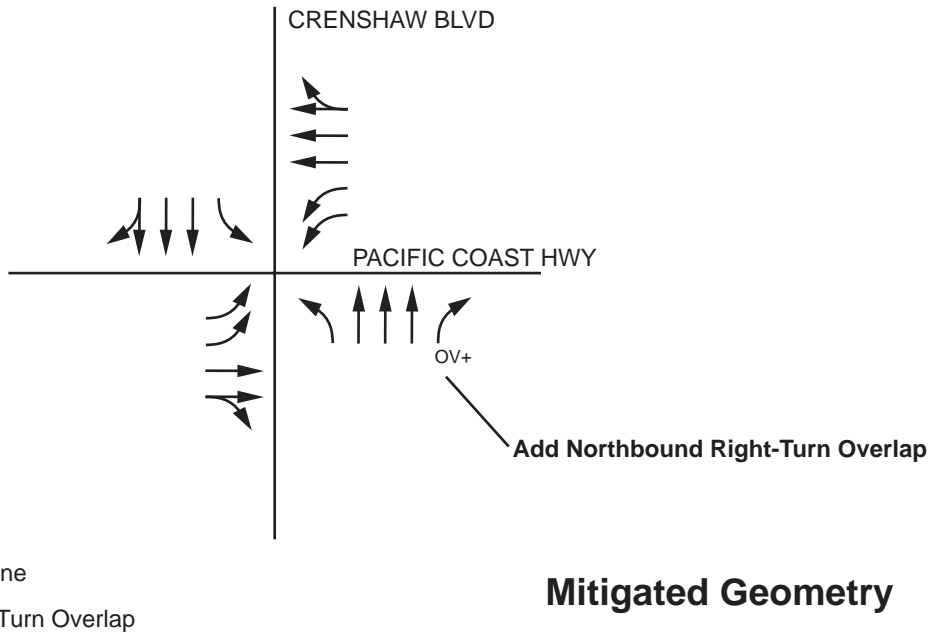 CRENSHAW BLVD
PACIFIC COAST HWY
OV+
Add Northbound Right-Turn Overlap
ne
Turn Overlap
Mitigated Geometry